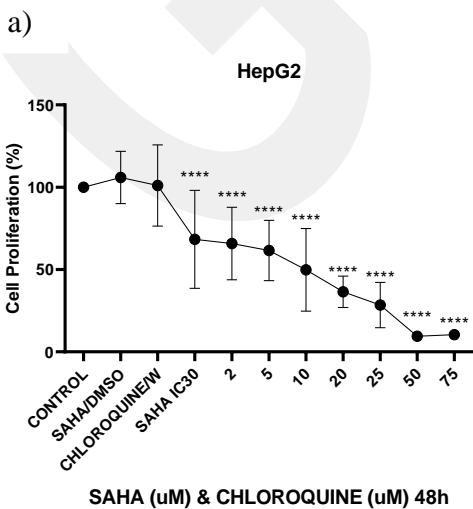 a)
HepG2
150
100
50
0
Cell Proliferation (%)
****
****
****
****
****
****
****
****
CONTROL
SAHA/DMSO
CHLOROQUINE/W
SAHA IC30
2
5
10
20
25
50
75
SAHA (uM) & CHLOROQUINE (uM) 48h